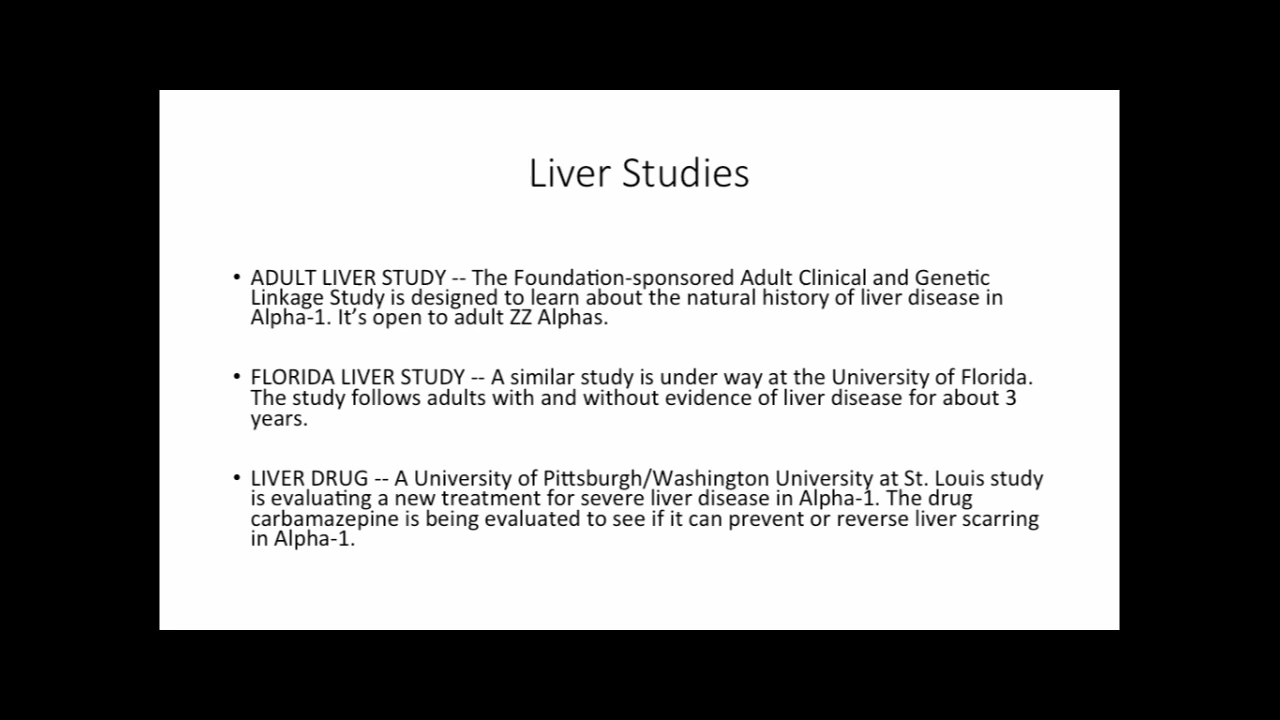 Liver Studies
• ADULT LIVER STUDY -- The Foundation-sponsored Adult Clinical and Genetic
Linkage Study is designed to learn about the natural history of liver disease in
Alpha-1. It’s open to adult ZZ Alphas.
• FLORIDA LIVER STUDY -- A similar study is under way at the University of Florida.
The study follows adults with and without evidence of liver disease for about 3
years.
• LIVER DRUG -- A University of Pittsburgh/Washington University at St. Louis study
is evaluating a new treatment for severe liver disease in Alpha-1. The drug
carbamazepine is being evaluated to see if it can prevent or reverse liver scarring
in Alpha-1.